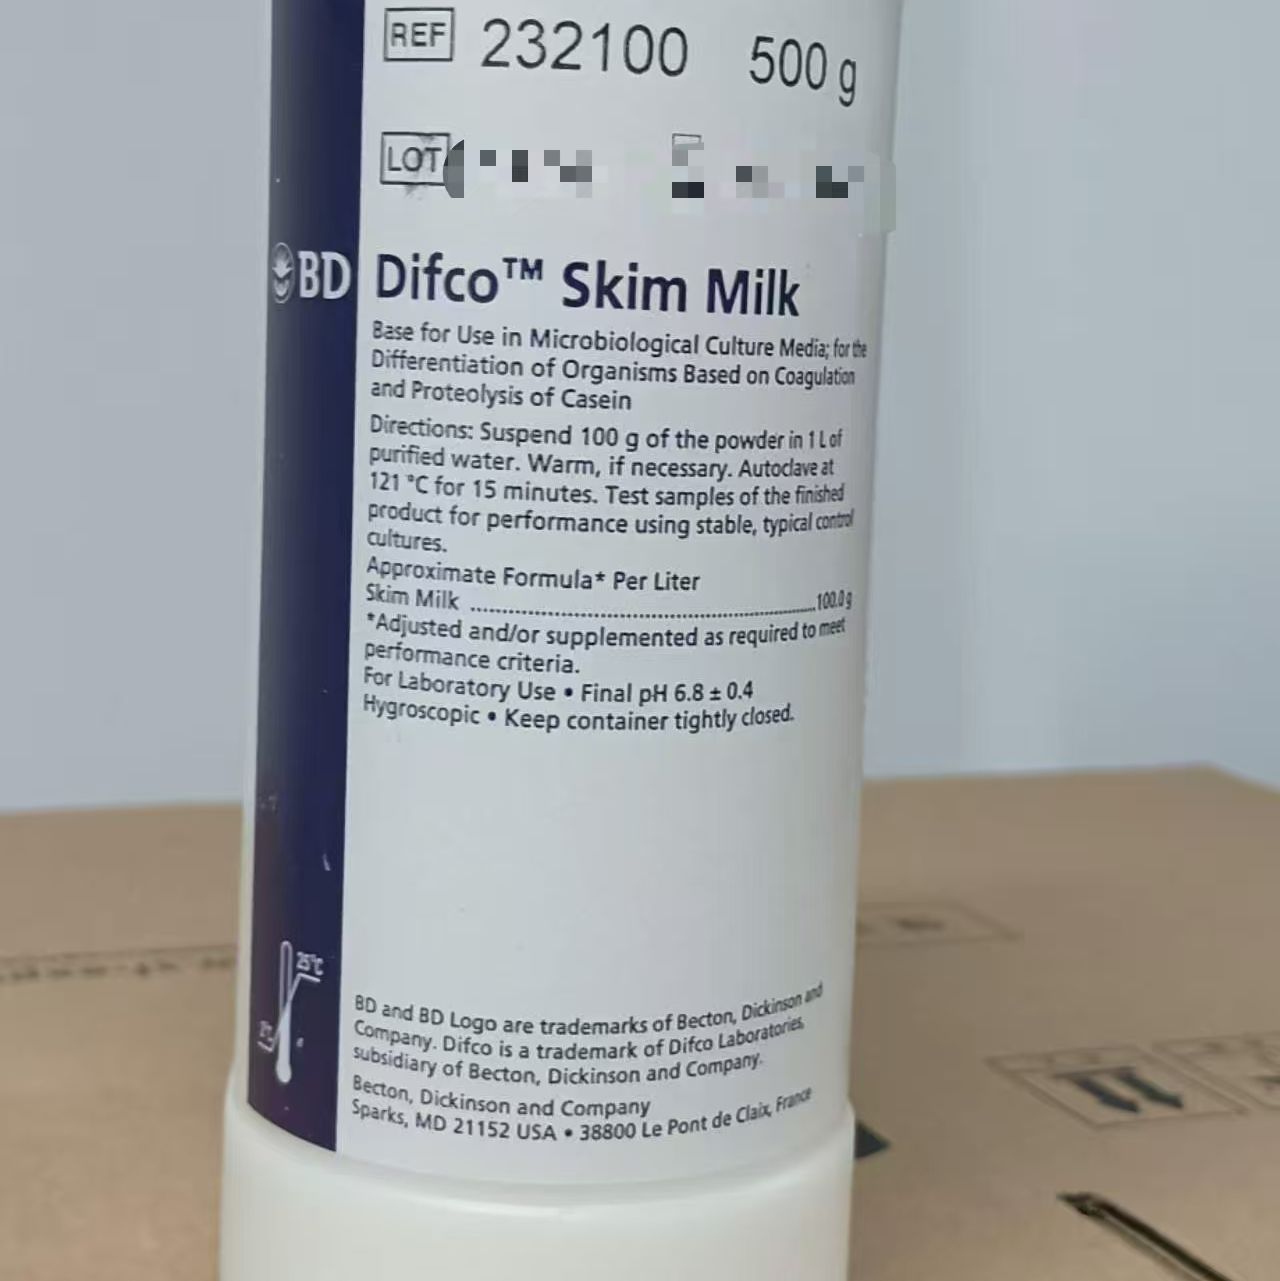 REF 232100 500 g
LOT
BD
Difco™ Skim Milk
Base for Use in Microbiological Culture Media; for the
Differentiation of Organisms Based on Coagulation
and Proteolysis of Casein
Directions: Suspend 100 g of the powder in 1 L of
purified water. Warm, if necessary. Autoclave at
121 °C for 15 minutes. Test samples of the finished
product for performance using stable, typical control
cultures.
Approximate Formula* Per Liter
Skim Milk ....................................................... 100.0 g
*Adjusted and/or supplemented as required to meet
performance criteria.
For Laboratory Use • Final pH 6.8 ± 0.4
Hygroscopic • Keep container tightly closed.
25°C
BD and BD Logo are trademarks of Becton, Dickinson and
Company. Difco is a trademark of Difco Laboratories,
subsidiary of Becton, Dickinson and Company.
Becton, Dickinson and Company
Sparks, MD 21152 USA • 38800 Le Pont de Claix, France